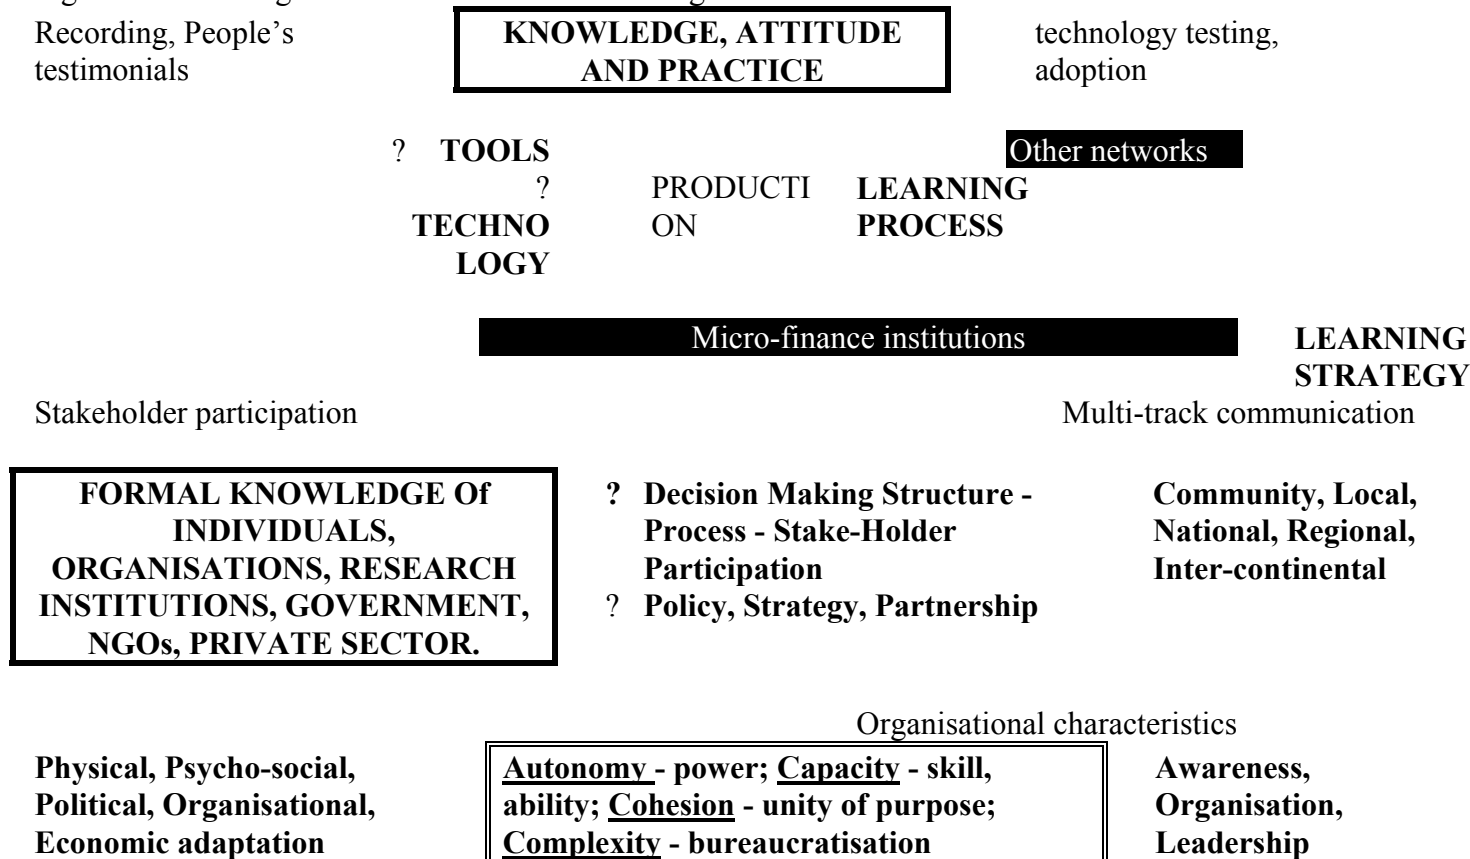 Recording, People's
testimonials
KNOWLEDGE, ATTITUDE
AND PRACTICE
technology testing,
adoption
? TOOLS
?
TECHNO
LOGY
PRODUCTI
ON
LEARNING
PROCESS
Other networks
Micro-finance institutions
LEARNING
STRATEGY
Stakeholder participation
Multi-track communication
FORMAL KNOWLEDGE Of
INDIVIDUALS,
ORGANISATIONS, RESEARCH
INSTITUTIONS, GOVERNMENT,
NGOs, PRIVATE SECTOR.
? Decision Making Structure -
Process - Stake-Holder
Participation
? Policy, Strategy, Partnership
Community, Local,
National, Regional,
Inter-continental
Organisational characteristics
Physical, Psycho-social,
Political, Organisational,
Economic adaptation
Autonomy - power; Capacity - skill,
ability; Cohesion - unity of purpose;
Complexity - bureaucratisation
Awareness,
Organisation,
Leadership